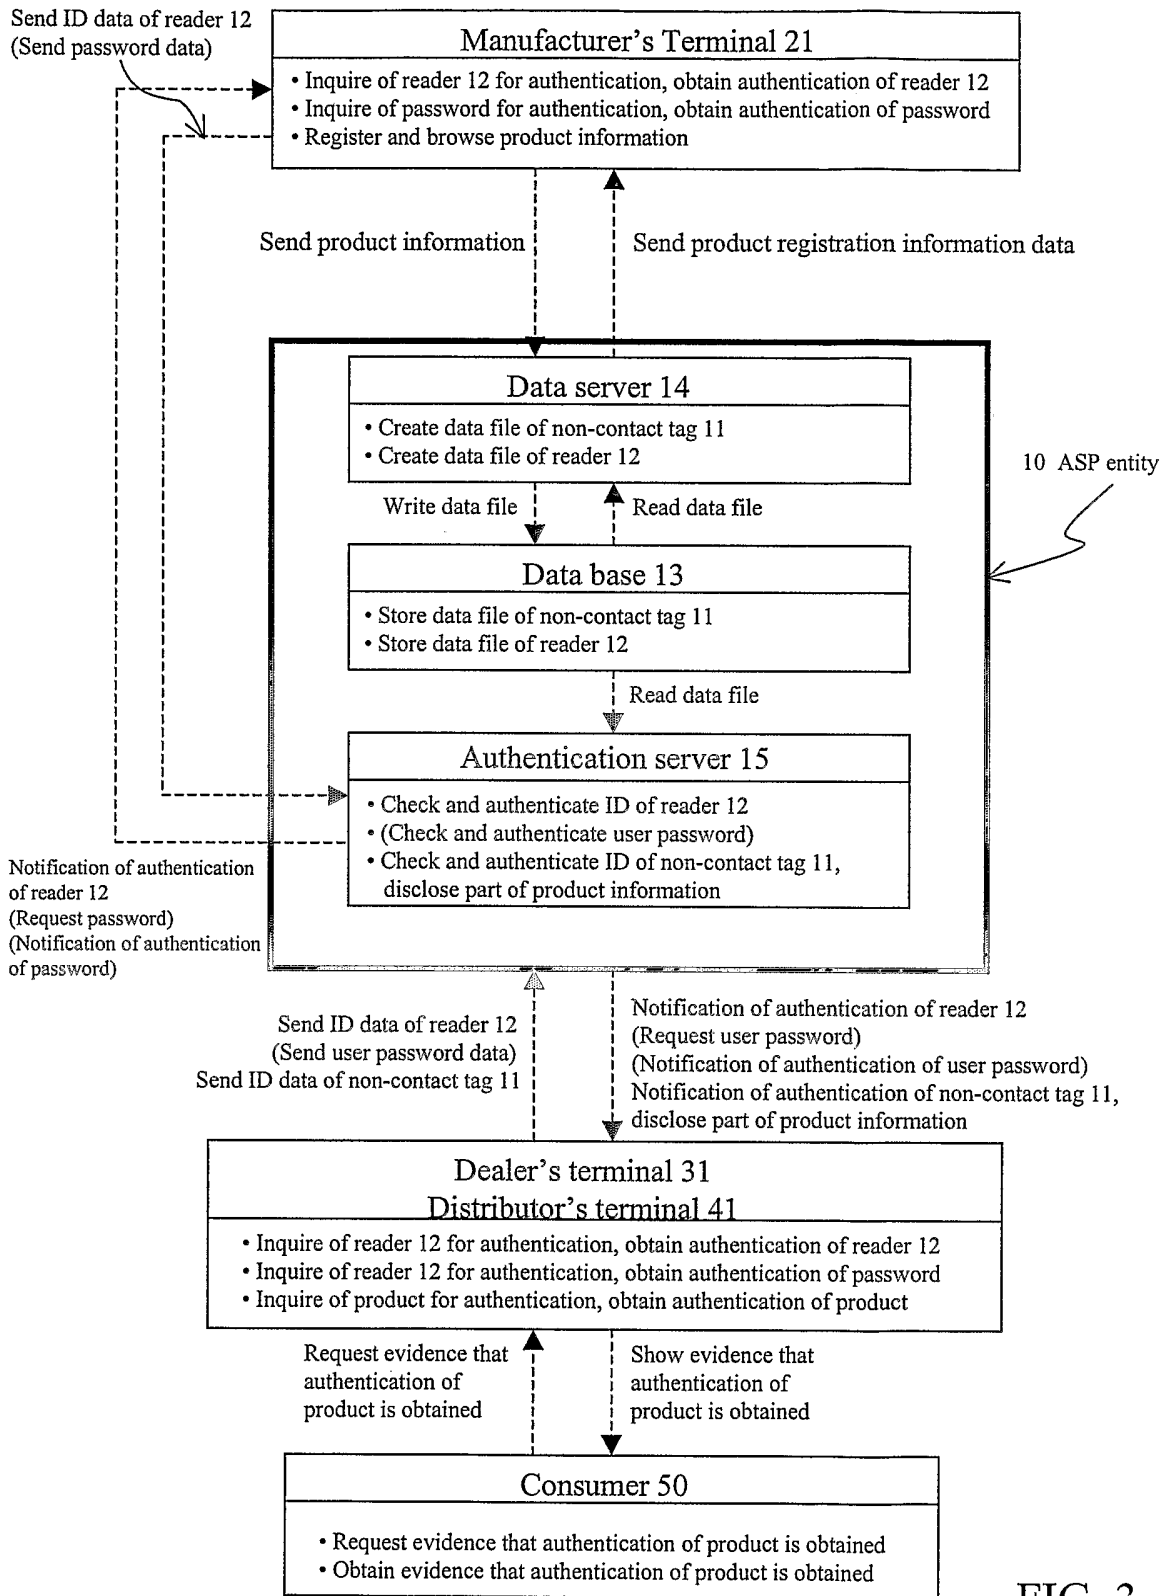 Send ID data of reader 12
(Send password data)
Manufacturer's Terminal 21
• Inquire of reader 12 for authentication, obtain authentication of reader 12
• Inquire of password for authentication, obtain authentication of password
• Register and browse product information
Send product information
Send product registration information data
Data server 14
• Create data file of non-contact tag 11
• Create data file of reader 12
10 ASP entity
Write data file
Read data file
Data base 13
• Store data file of non-contact tag 11
• Store data file of reader 12
Read data file
Authentication server 15
• Check and authenticate ID of reader 12
• (Check and authenticate user password)
• Check and authenticate ID of non-contact tag 11,
disclose part of product information
Notification of authentication
of reader 12
(Request password)
(Notification of authentication
of password)
Send ID data of reader 12
(Send user password data)
Send ID data of non-contact tag 11
Notification of authentication of reader 12
(Request user password)
(Notification of authentication of user password)
Notification of authentication of non-contact tag 11,
disclose part of product information
Dealer's terminal 31
Distributor's terminal 41
• Inquire of reader 12 for authentication, obtain authentication of reader 12
• Inquire of reader 12 for authentication, obtain authentication of password
• Inquire of product for authentication, obtain authentication of product
Request evidence that
authentication of
product is obtained
Show evidence that
authentication of
product is obtained
Consumer 50
• Request evidence that authentication of product is obtained
• Obtain evidence that authentication of product is obtained